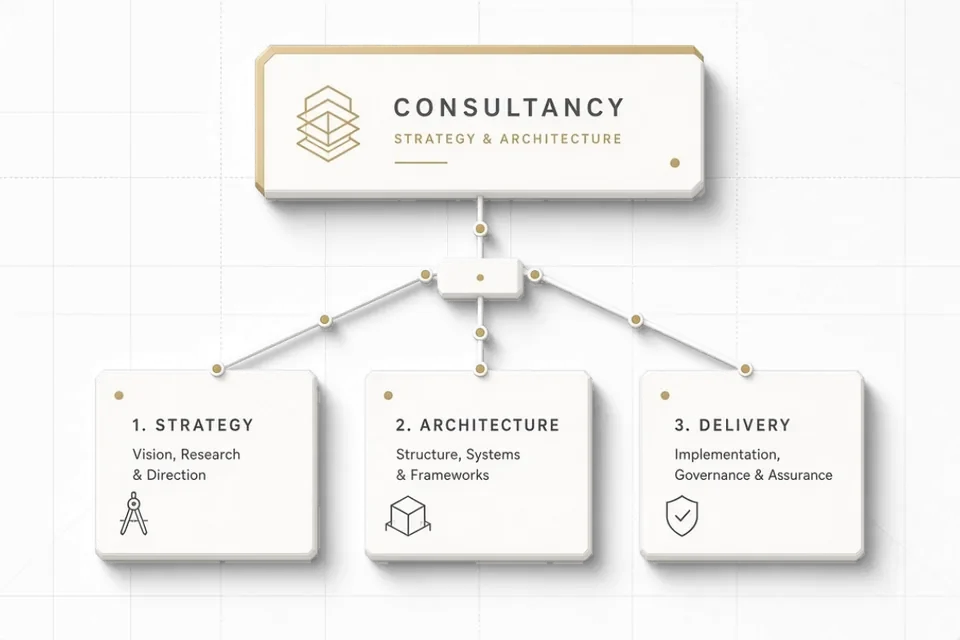 CONSULTANCY
STRATEGY & ARCHITECTURE
1. STRATEGY
Vision, Research
& Direction
2. ARCHITECTURE
Structure, Systems
& Frameworks
3. DELIVERY
Implementation,
Governance & Assurance